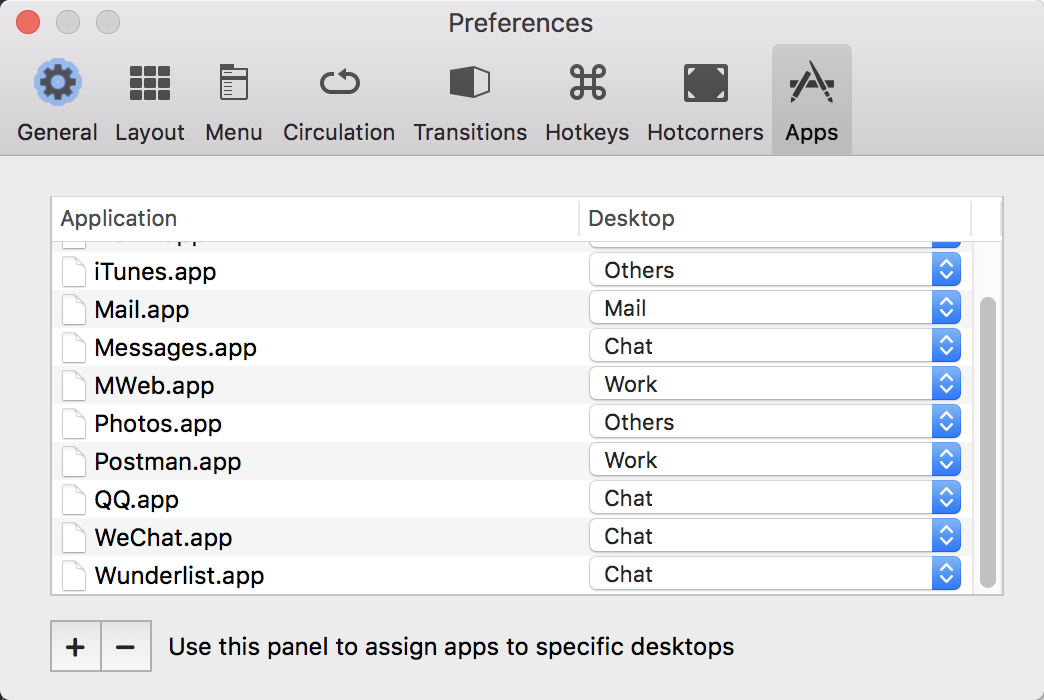 Preferences
General Layout Menu Circulation Transitions Hotkeys Hotcorners Apps
Application Desktop
iTunes.app Others
Mail.app Mail
Messages.app Chat
MWeb.app Work
Photos.app Others
Postman.app Work
QQ.app Chat
WeChat.app Chat
Wunderlist.app Chat
+ − Use this panel to assign apps to specific desktops